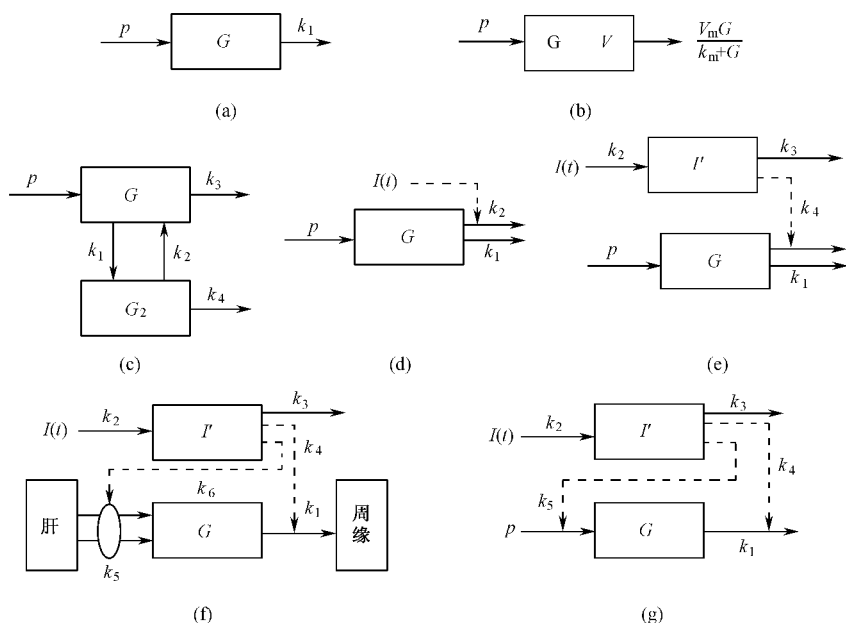 p G k₁
(a)
p G V VₘG/(kₘ+G)
(b)
p G k₃
k₁ k₂
G₂ k₄
(c)
I(t)
k₂
p G k₁
(d)
I(t) k₂ I′ k₃
k₄
p G k₁
(e)
I(t) k₂ I′ k₃
k₄
k₆ k₁
肝 G 周缘
k₅
(f)
I(t) k₂ I′ k₃
k₄
k₅
p G k₁
(g)